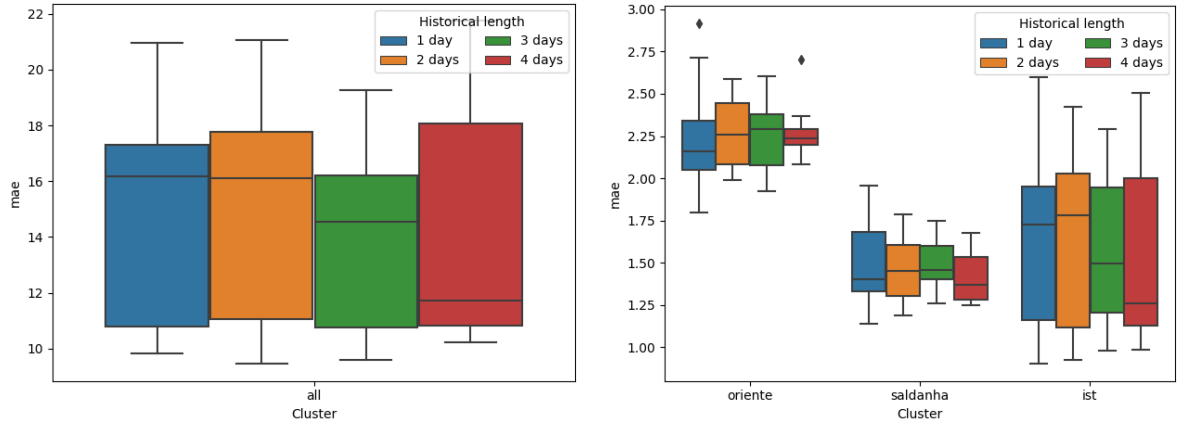 22
20
18
16
14
12
10
mae
Historical length
1 day
2 days
3 days
4 days
all
Cluster
3.00
2.75
2.50
2.25
2.00
1.75
1.50
1.25
1.00
mae
Historical length
1 day
2 days
3 days
4 days
oriente
saldanha
ist
Cluster